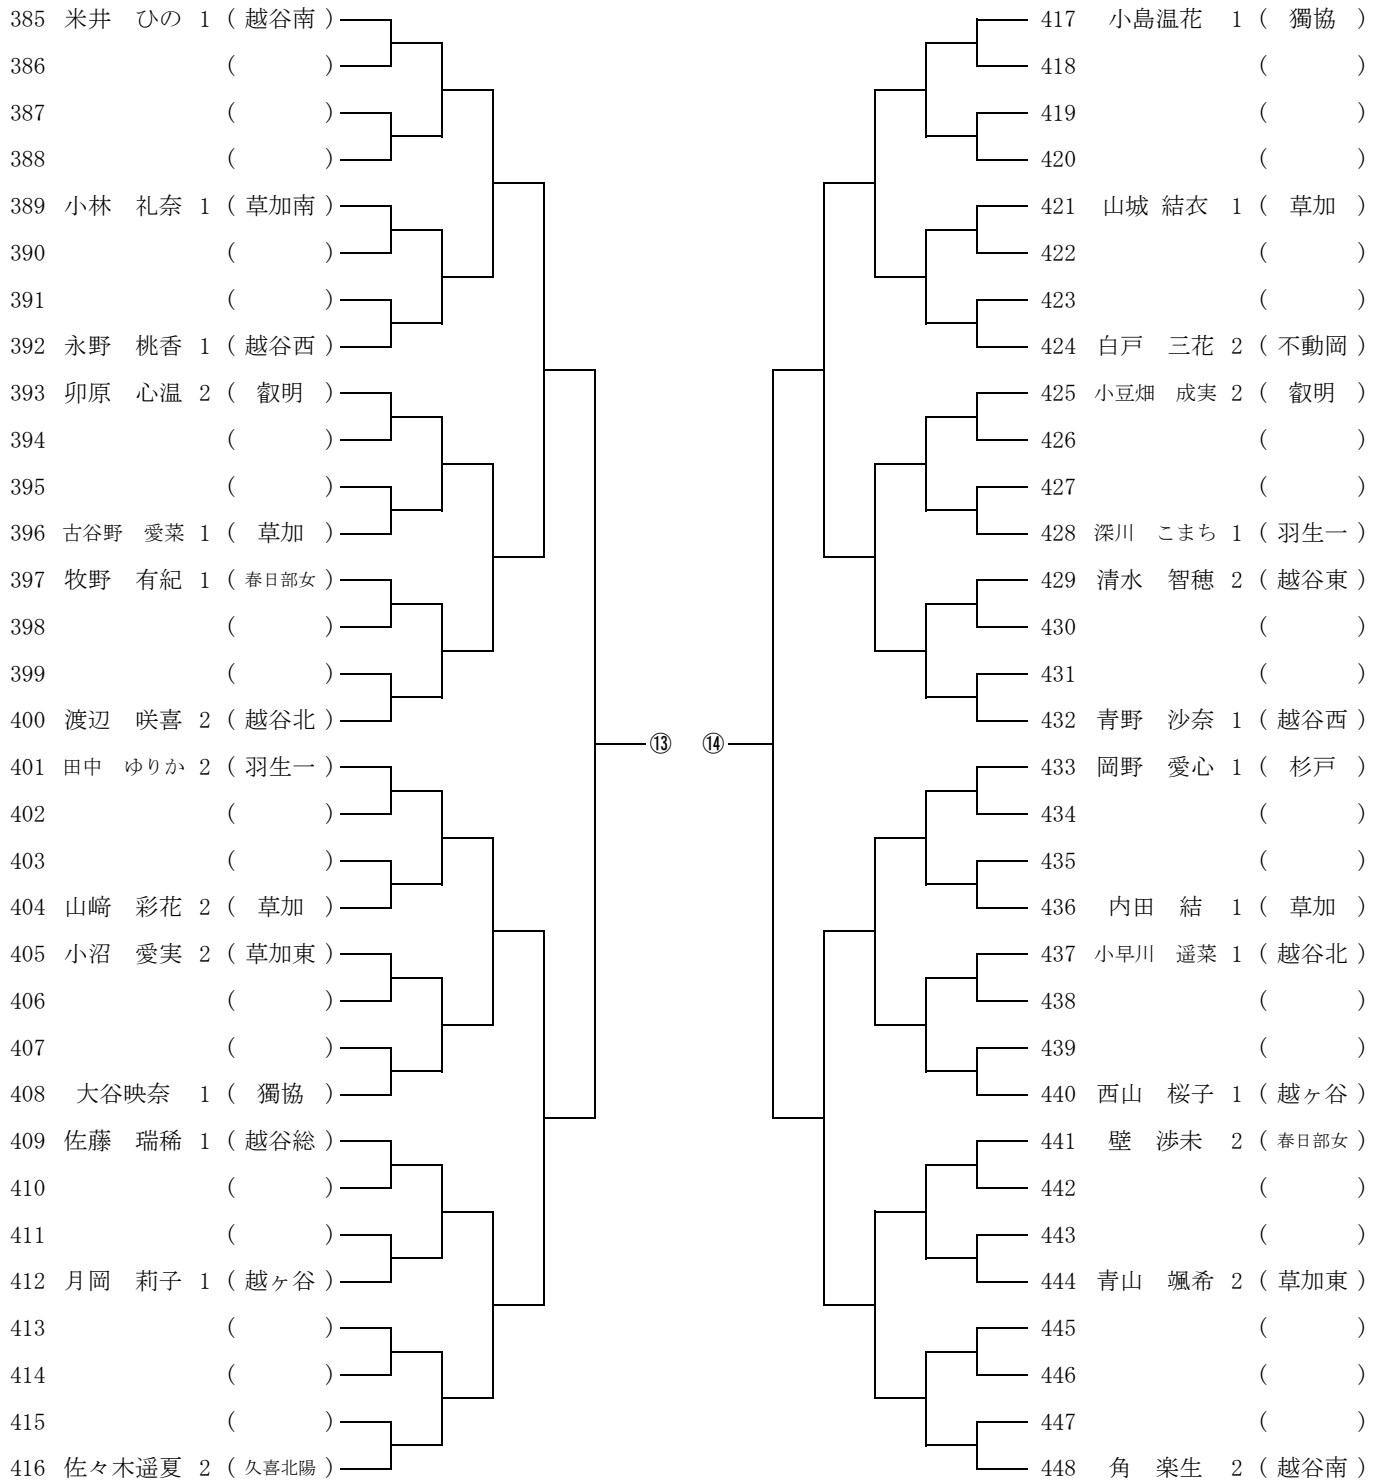 385 米井　ひの 1 ( 越谷南 )
386 ( )
387 ( )
388 ( )
389 小林　礼奈 1 ( 草加南 )
390 ( )
391 ( )
392 永野　桃香 1 ( 越谷西 )
393 卯原　心温 2 ( 叡明 )
394 ( )
395 ( )
396 古谷野　愛菜 1 ( 草加 )
397 牧野　有紀 1 ( 春日部女 )
398 ( )
399 ( )
400 渡辺　咲喜 2 ( 越谷北 )
401 田中　ゆりか 2 ( 羽生一 )
402 ( )
403 ( )
404 山﨑　彩花 2 ( 草加 )
405 小沼　愛実 2 ( 草加東 )
406 ( )
407 ( )
408 大谷映奈 1 ( 獨協 )
409 佐藤　瑞稀 1 ( 越谷総 )
410 ( )
411 ( )
412 月岡　莉子 1 ( 越ヶ谷 )
413 ( )
414 ( )
415 ( )
416 佐々木遥夏 2 ( 久喜北陽 )
⑬ ⑭
417 小島温花 1 ( 獨協 )
418 ( )
419 ( )
420 ( )
421 山城 結衣 1 ( 草加 )
422 ( )
423 ( )
424 白戸　三花 2 ( 不動岡 )
425 小豆畑　成実 2 ( 叡明 )
426 ( )
427 ( )
428 深川　こまち 1 ( 羽生一 )
429 清水　智穂 2 ( 越谷東 )
430 ( )
431 ( )
432 青野　沙奈 1 ( 越谷西 )
433 岡野　愛心 1 ( 杉戸 )
434 ( )
435 ( )
436 内田　結 1 ( 草加 )
437 小早川　遥菜 1 ( 越谷北 )
438 ( )
439 ( )
440 西山　桜子 1 ( 越ヶ谷 )
441 壁　渉未 2 ( 春日部女 )
442 ( )
443 ( )
444 青山　颯希 2 ( 草加東 )
445 ( )
446 ( )
447 ( )
448 角　楽生 2 ( 越谷南 )